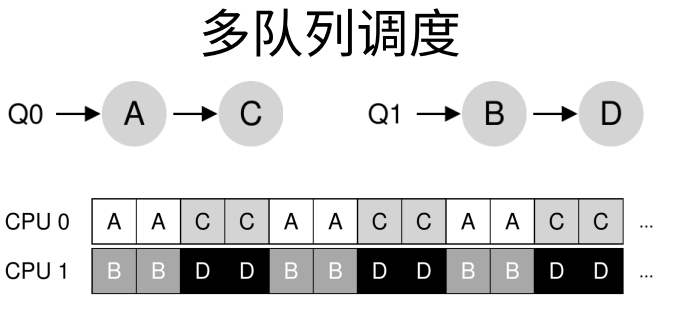 多队列调度
Q0 A C Q1 B D
CPU 0 A A C C A A C C A A C C ...
CPU 1 B B D D B B D D B B D D ...